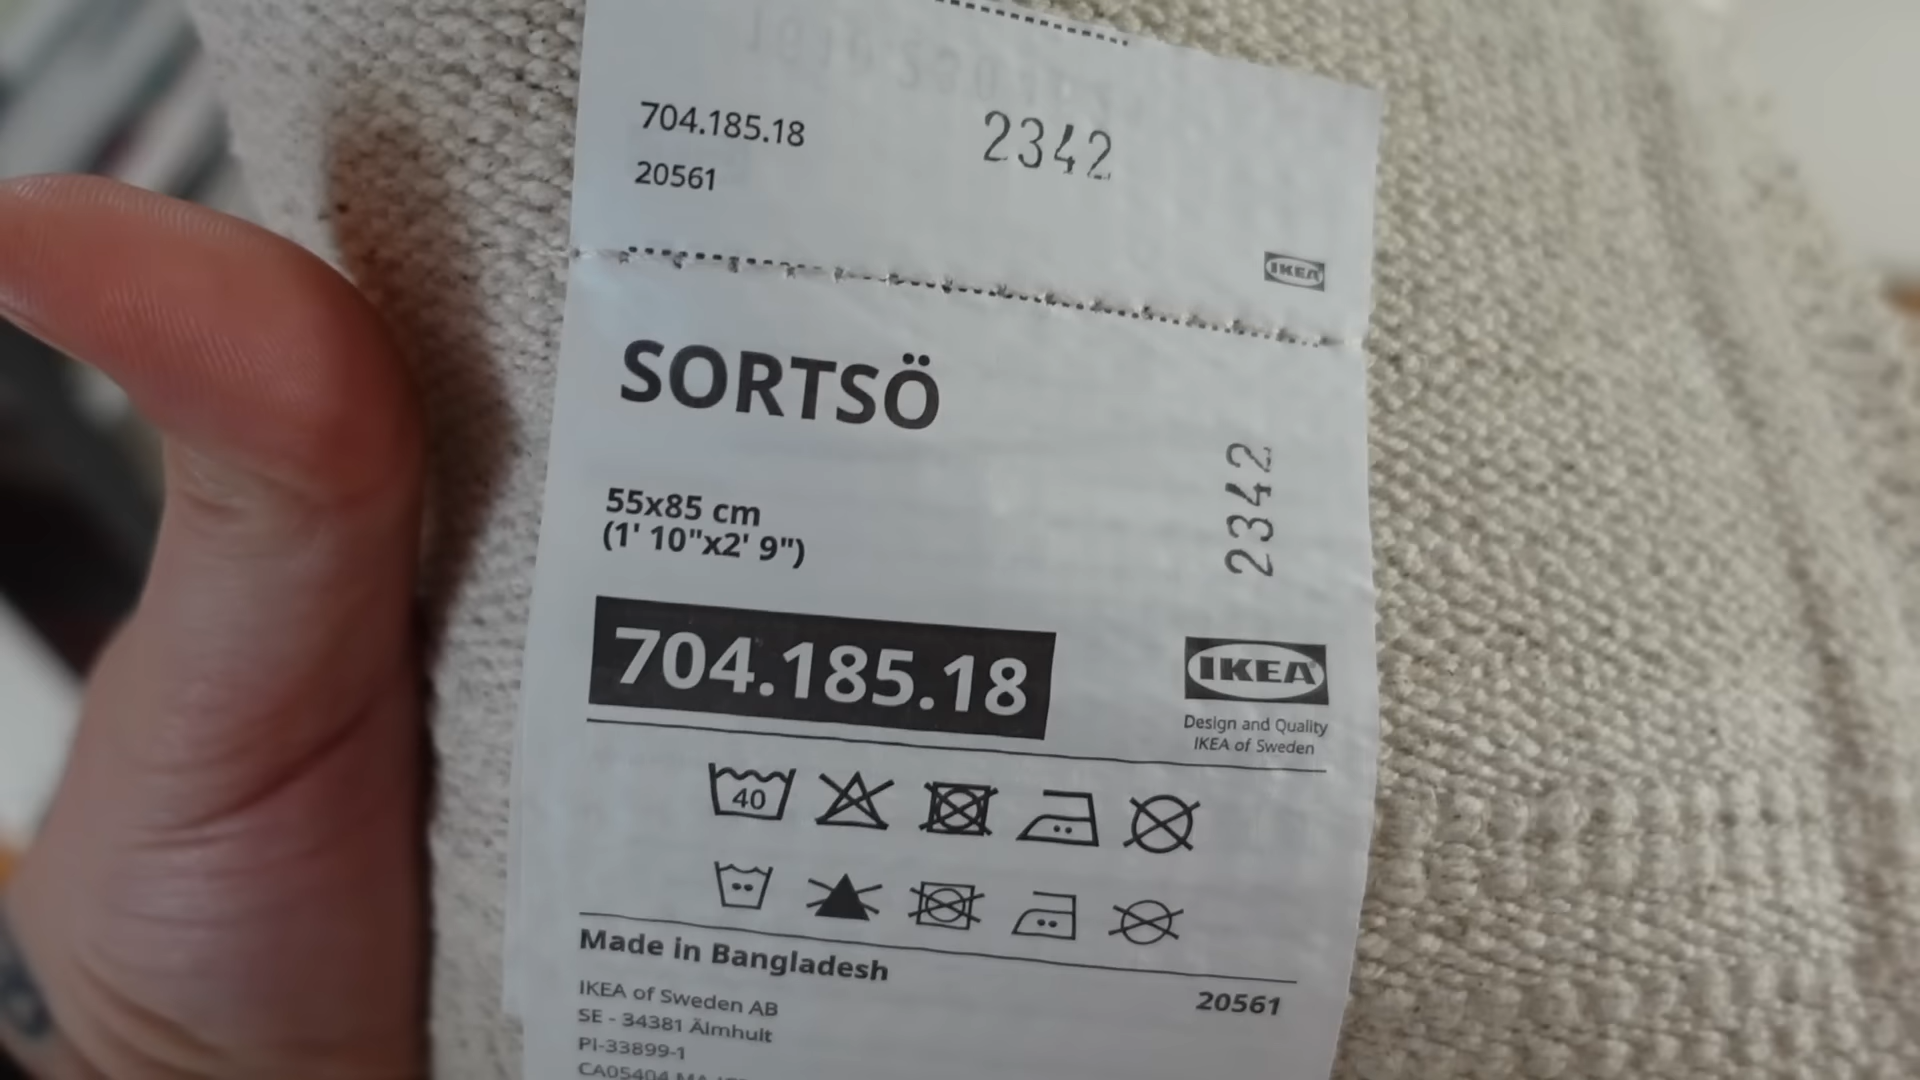 704.185.18
2342
20561
IKEA
SORTSÖ
2342
55x85 cm
(1' 10"x2' 9")
704.185.18
IKEA
Design and Quality
IKEA of Sweden
40
Made in Bangladesh
20561
IKEA of Sweden AB
SE - 34381 Älmhult
PI-33899-1
CA05404